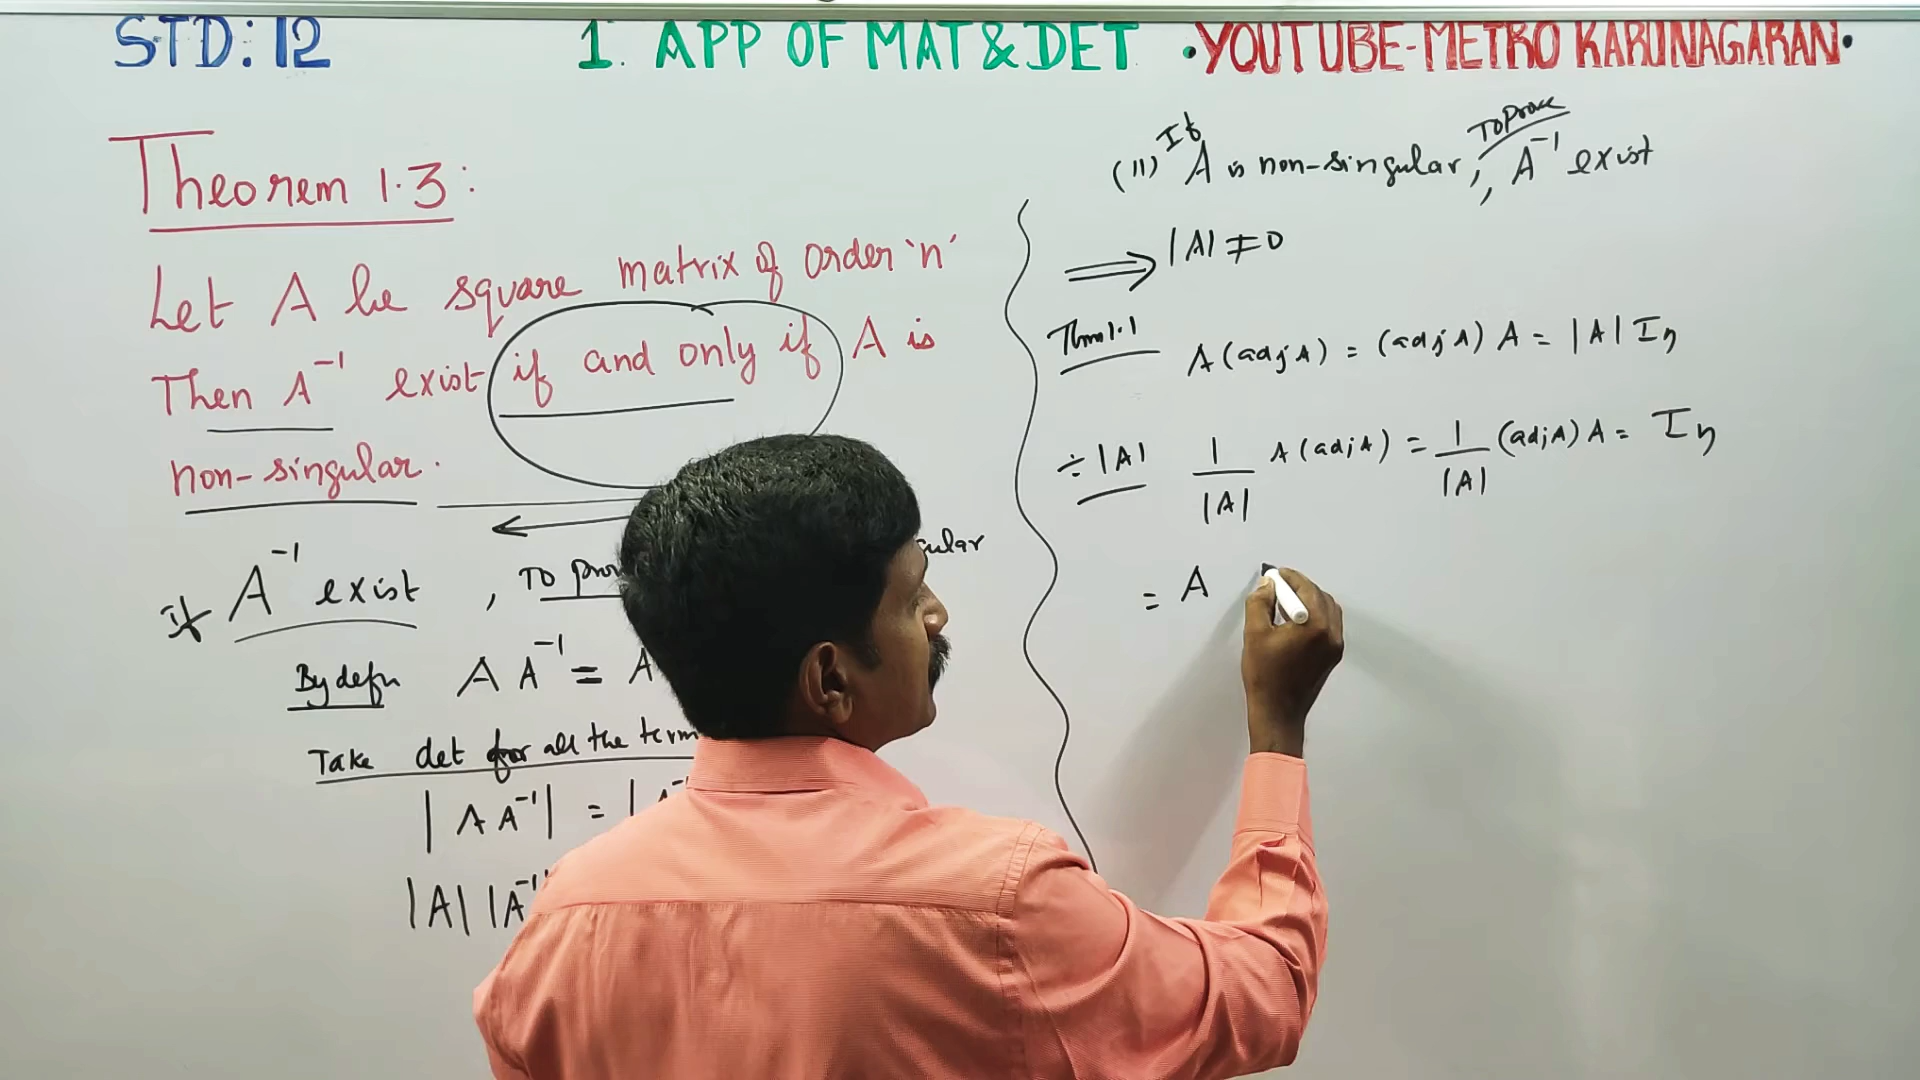 STD: 12
1. APP OF MAT & DET
• YOUTUBE-METRO KARUNAGARAN •
Theorem 1.3:
Let A be square matrix of order 'n'
Then A⁻¹ exist if and only if A is
non-singular.
If A⁻¹ exist, To
By defn A A⁻¹ = A
Take det for all the term
|A A⁻¹| = |A⁻¹
|A| |A⁻¹|
(ii) If A is non-singular, To Prove, A⁻¹ exist
⟹ |A| ≠ 0
Thm 1.1 A(adj A) = (adj A) A = |A| In
÷ |A| 1/|A| A(adj A) = 1/|A| (adj A) A = In
= A